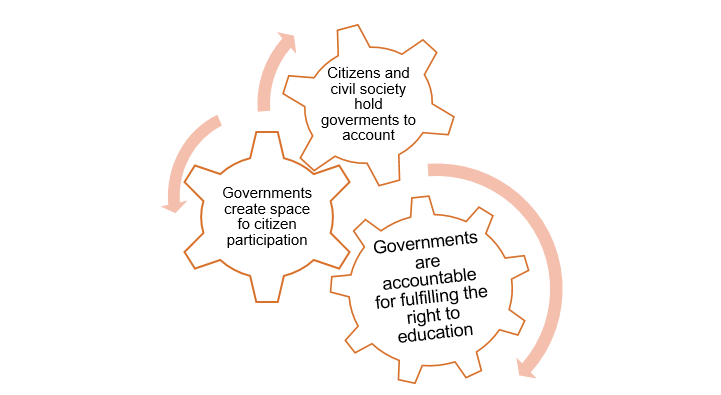 Citizens and
civil society
hold
goverments to
account
Governments
create space
fo citizen
participation
Governments
are
accountable
for fulfilling the
right to
education